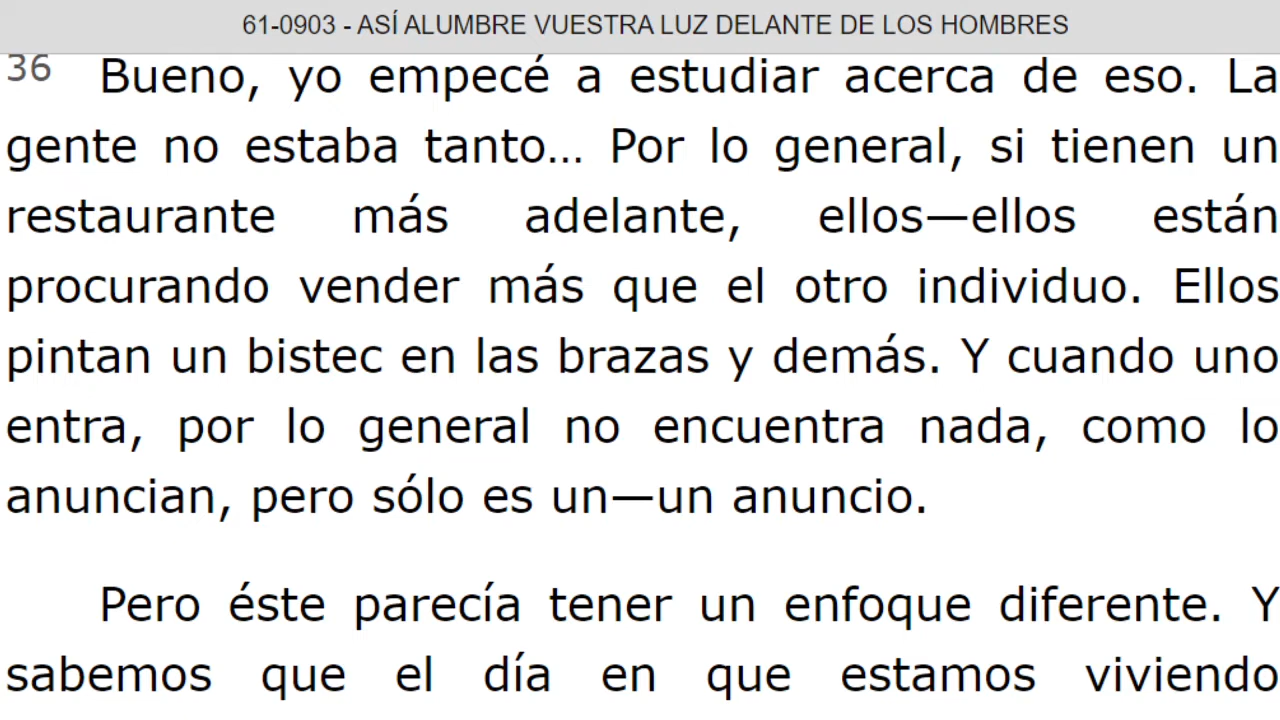 61-0903 - ASÍ ALUMBRE VUESTRA LUZ DELANTE DE LOS HOMBRES
36 Bueno, yo empecé a estudiar acerca de eso. La
gente no estaba tanto... Por lo general, si tienen un
restaurante más adelante, ellos—ellos están
procurando vender más que el otro individuo. Ellos
pintan un bistec en las brazas y demás. Y cuando uno
entra, por lo general no encuentra nada, como lo
anuncian, pero sólo es un—un anuncio.
Pero éste parecía tener un enfoque diferente. Y
sabemos que el día en que estamos viviendo